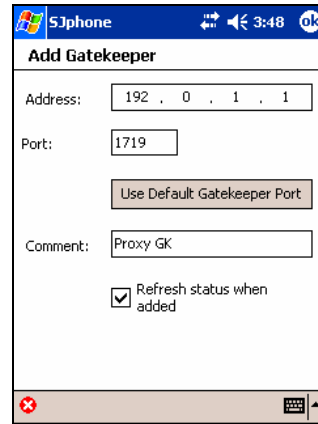 SJphone 3:48 ok
Add Gatekeeper
Address: 192 . 0 . 1 . 1
Port: 1719
Use Default Gatekeeper Port
Comment: Proxy GK
Refresh status when
added